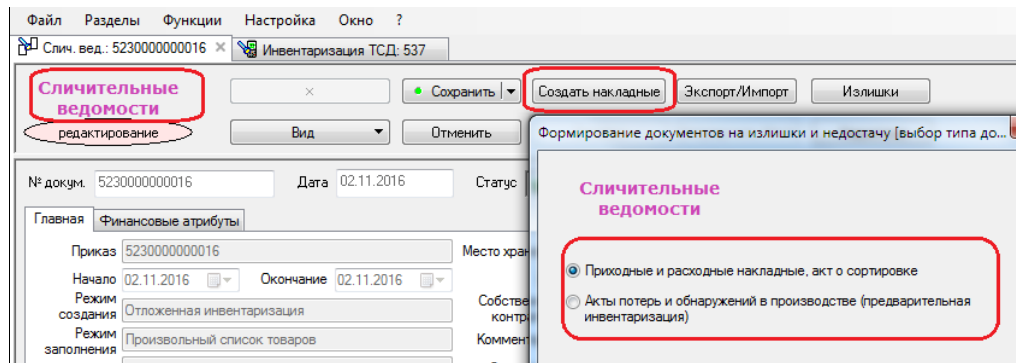 Файл Разделы Функции Настройка Окно ?
Слич. вед.: 5230000000016 Инвентаризация ТСД: 537
Сличительные
ведомости
Сохранить Создать накладные Экспорт/Импорт Излишки
редактирование Вид Отменить
Формирование документов на излишки и недостачу [выбор типа до...
№ докум. 5230000000016 Дата 02.11.2016 Статус
Сличительные
ведомости
Главная Финансовые атрибуты
Приказ 5230000000016 Место хран
Начало 02.11.2016 Окончание 02.11.2016
Приходные и расходные накладные, акт о сортировке
Режим
создания Отложенная инвентаризация
Собстве
контра
Акты потерь и обнаружений в производстве (предварительная
инвентаризация)
Режим
заполнения Произвольный список товаров
Коммент